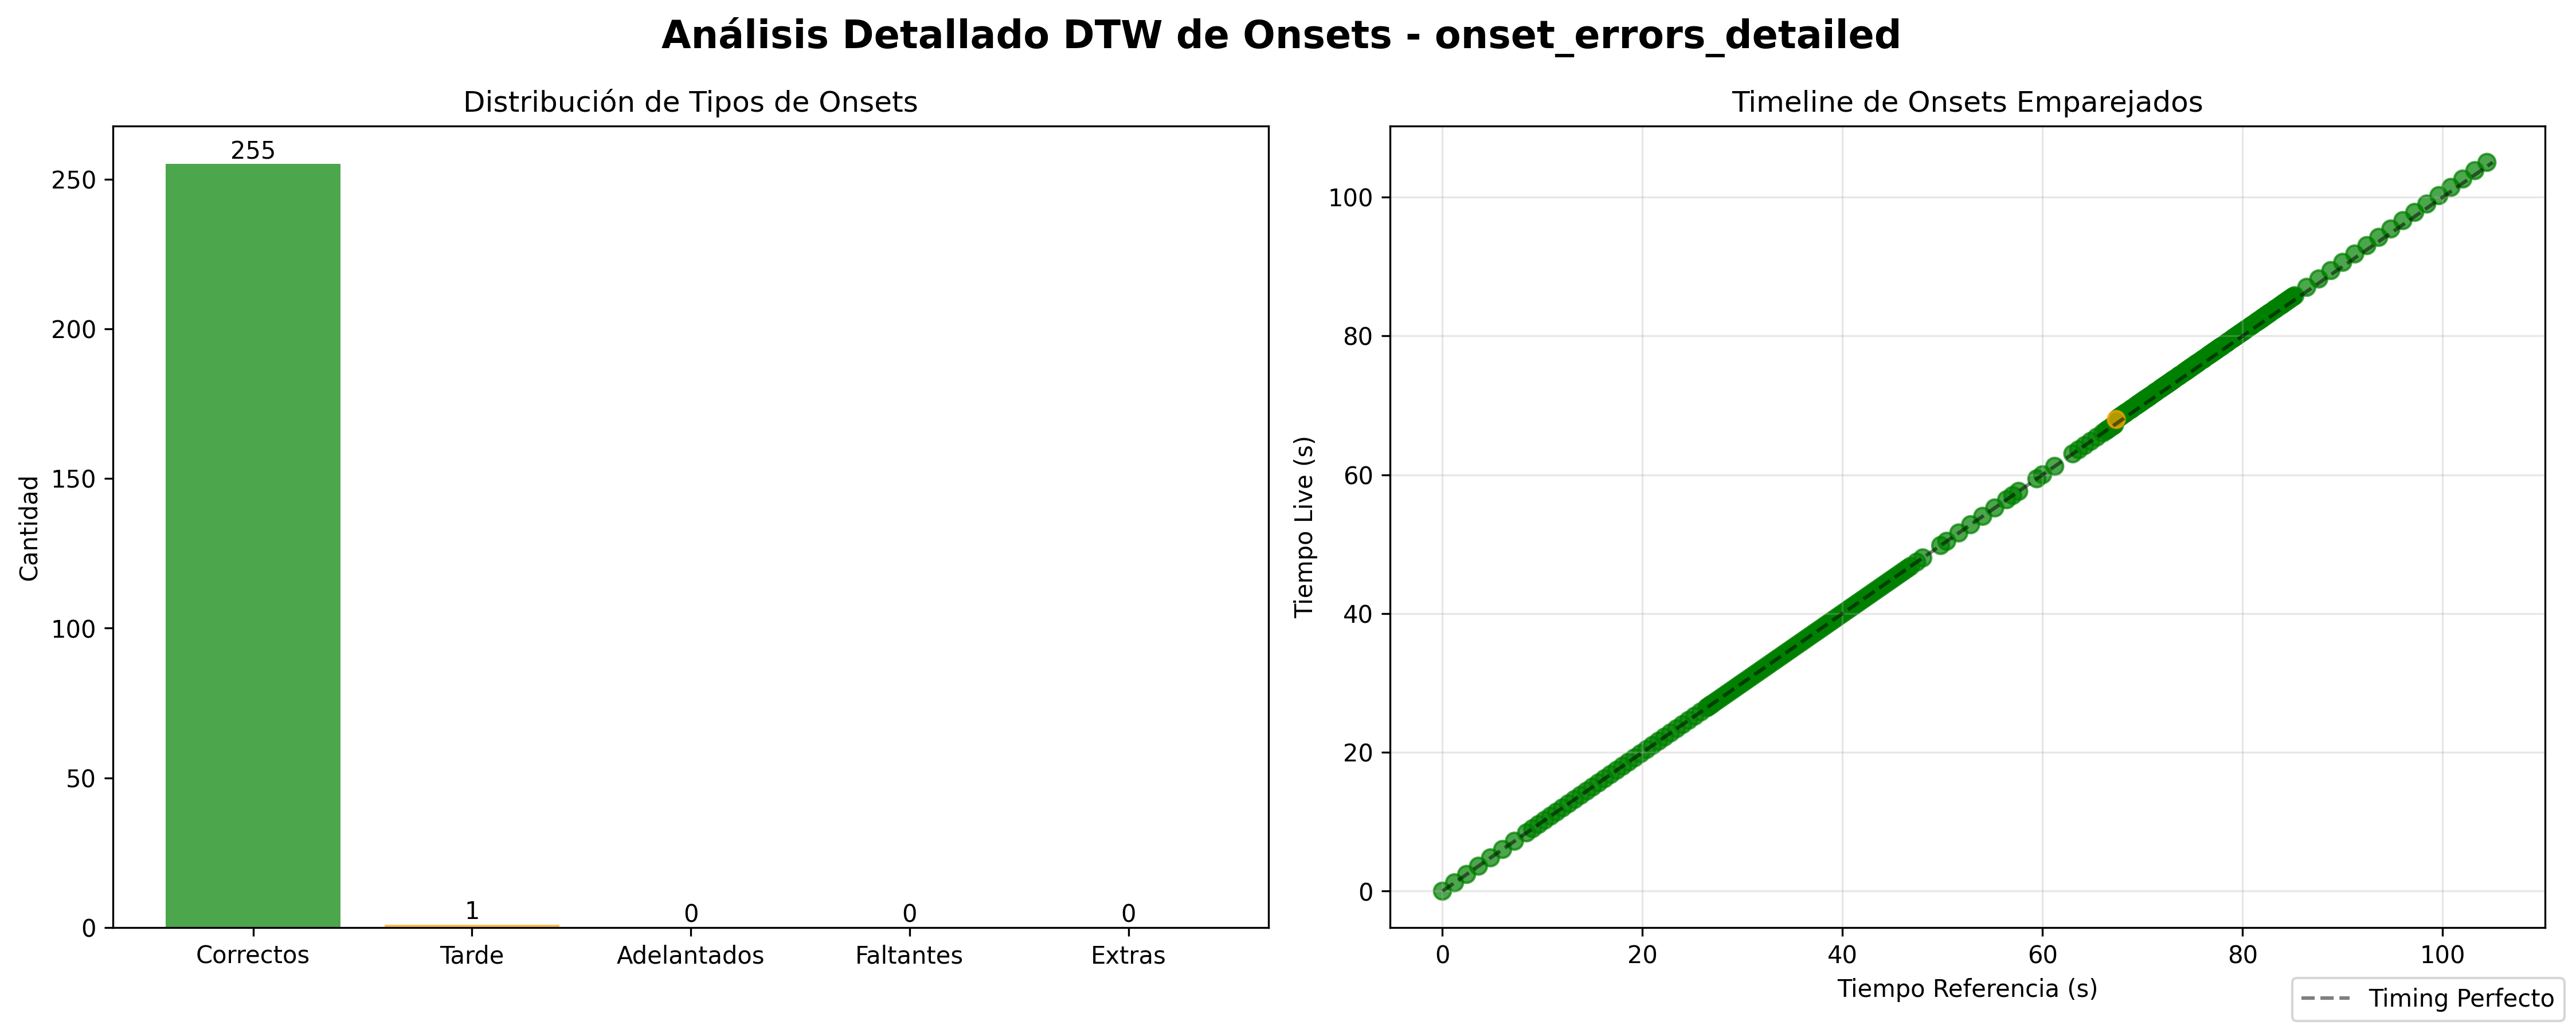 Análisis Detallado DTW de Onsets - onset_errors_detailed
Distribución de Tipos de Onsets
Cantidad
250
200
150
100
50
0
255
1
0
0
0
Correctos
Tarde
Adelantados
Faltantes
Extras
Timeline de Onsets Emparejados
Tiempo Live (s)
100
80
60
40
20
0
0
20
40
60
80
100
Tiempo Referencia (s)
Timing Perfecto